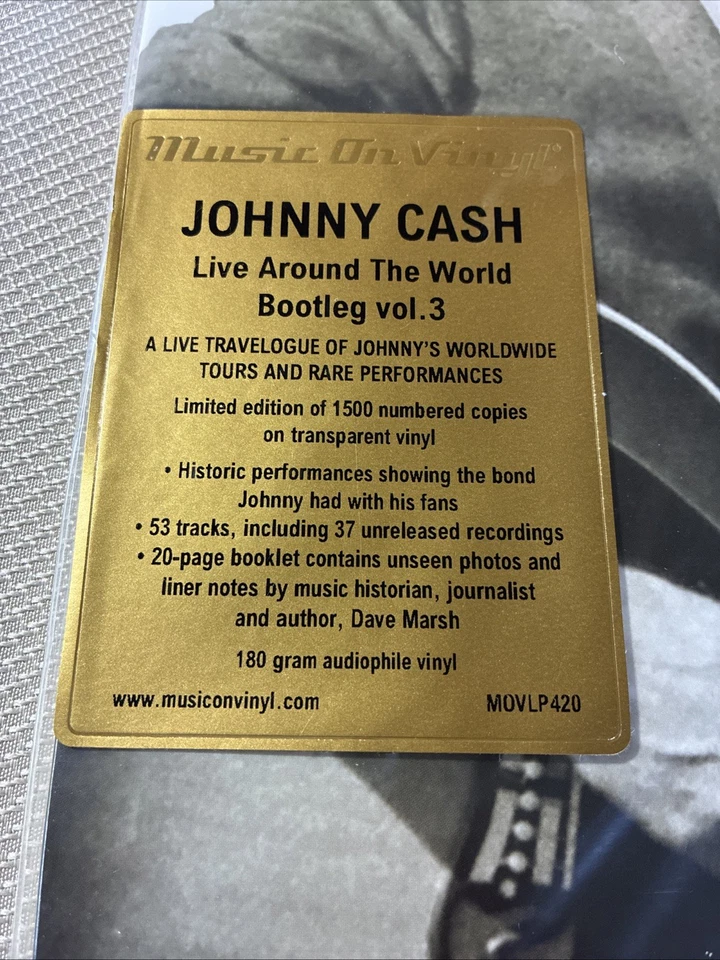 Music On Vinyl
JOHNNY CASH
Live Around The World
Bootleg vol.3
A LIVE TRAVELOGUE OF JOHNNY'S WORLDWIDE
TOURS AND RARE PERFORMANCES
Limited edition of 1500 numbered copies
on transparent vinyl
• Historic performances showing the bond
Johnny had with his fans
• 53 tracks, including 37 unreleased recordings
• 20-page booklet contains unseen photos and
liner notes by music historian, journalist
and author, Dave Marsh
180 gram audiophile vinyl
www.musiconvinyl.com MOVLP420